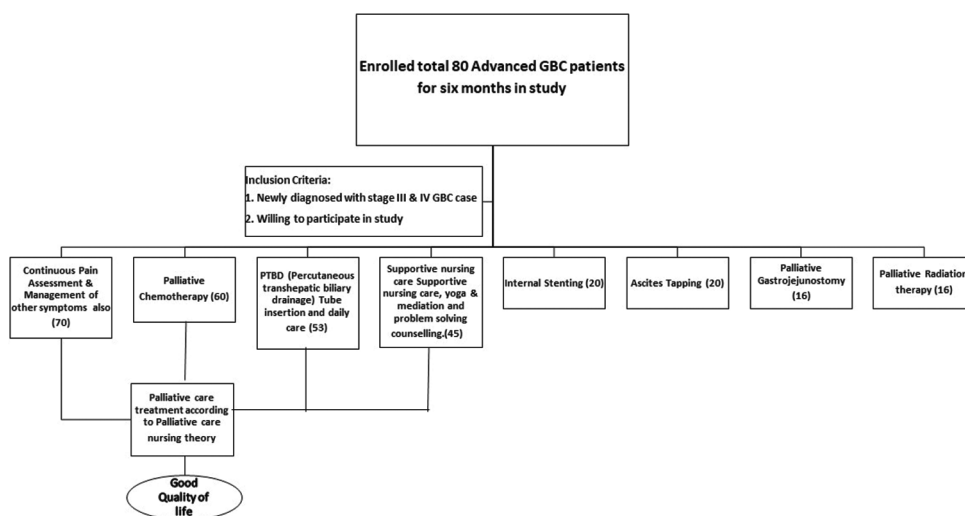 Enrolled total 80 Advanced GBC patients
for six months in study
Inclusion Criteria:
1. Newly diagnosed with stage III & IV GBC case
2. Willing to participate in study
Continuous Pain
Assessment &
Management of
other symptoms also
(70)
Palliative
Chemotherapy (60)
PTBD (Percutaneous
transhepatic biliary
drainage) Tube
insertion and daily
care (53)
Supportive nursing
care Supportive
nursing care, yoga &
mediation and
problem solving
counselling.(45)
Internal Stenting (20)
Ascites Tapping (20)
Palliative
Gastrojejunostomy
(16)
Palliative Radiation
therapy (16)
Palliative care
treatment according
to Palliative care
nursing theory
Good
Quality of
life